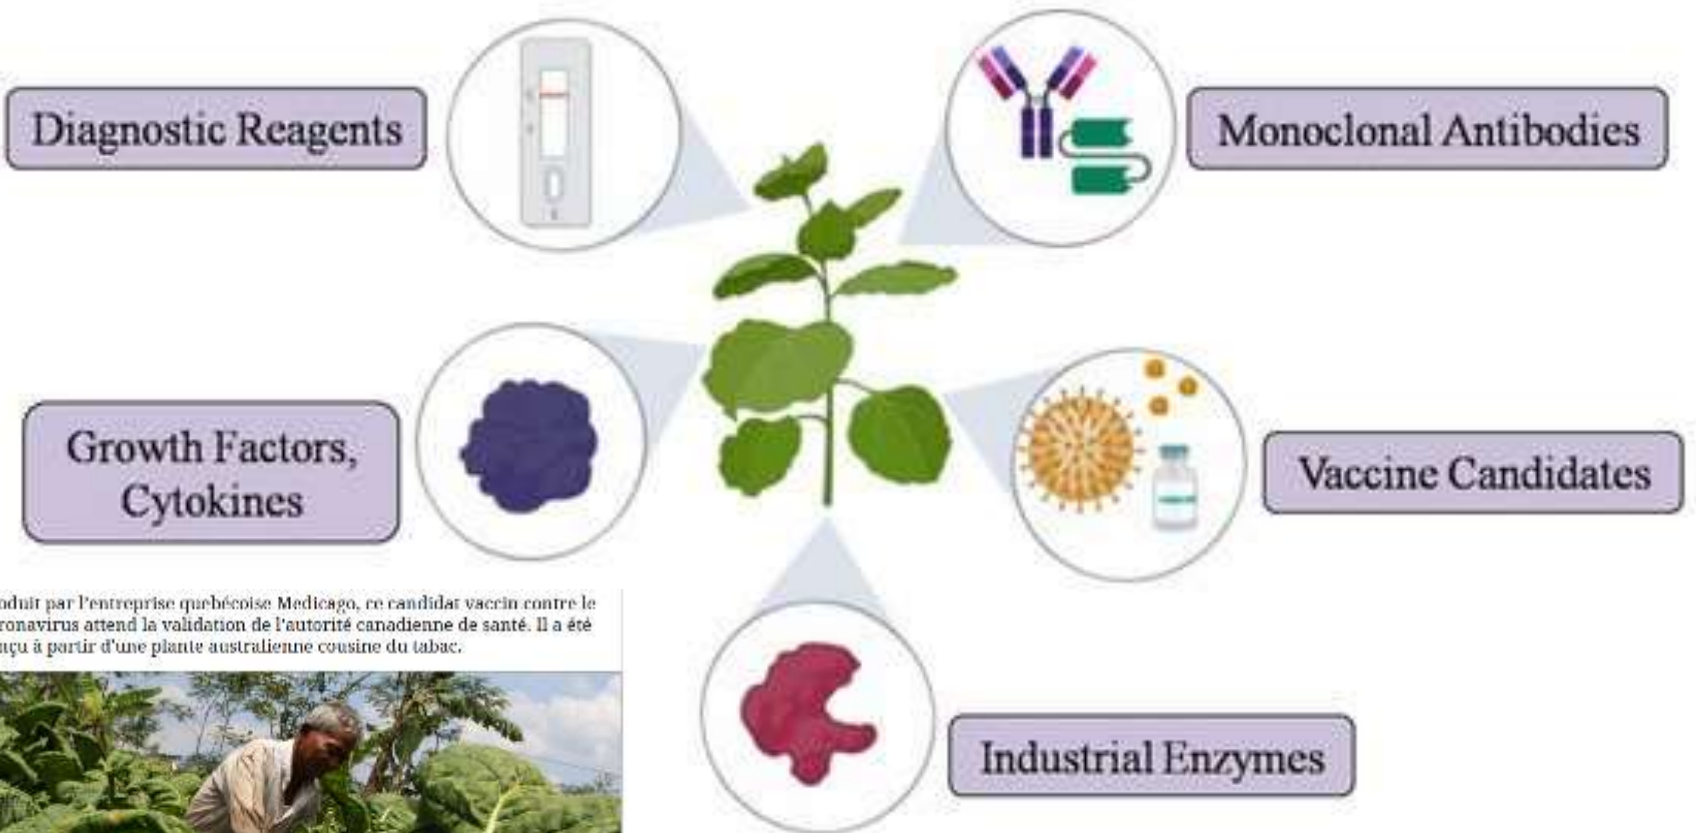 Diagnostic Reagents
Monoclonal Antibodies
Growth Factors,
Cytokines
Vaccine Candidates
oduit par l'entreprise quebécoise Medicago, ce candidat vaccin contre le
ronavirus attend la validation de l'autorité canadienne de santé. Il a été
nçu à partir d'une plante australienne cousine du tabac.
Industrial Enzymes